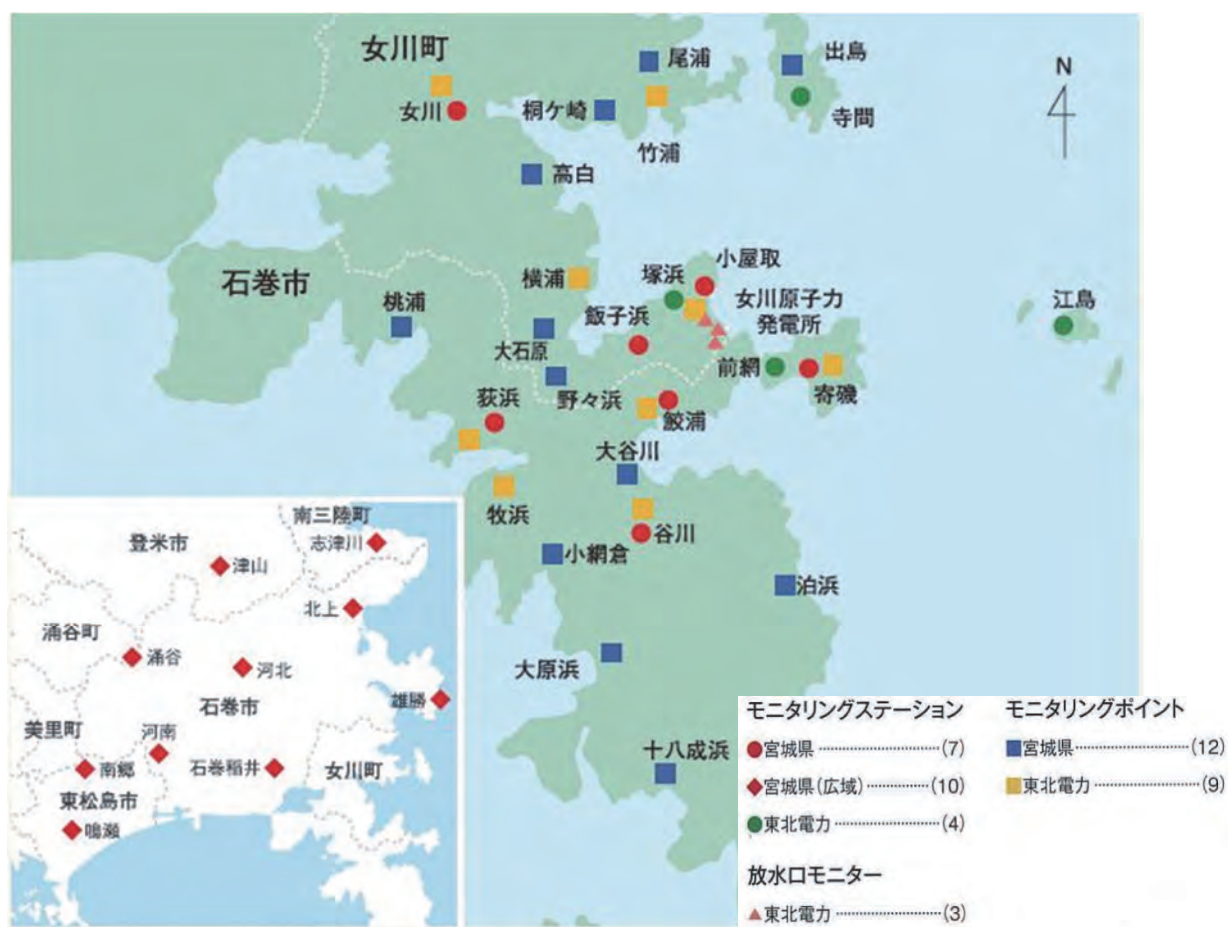 女川町
尾浦
出島
N
女川
桐ケ崎
竹浦
寺間
高白
小屋取
横浦
塚浜
石巻市
桃浦
飯子浜
女川原子力
発電所
江島
大石原
前網
寄磯
荻浜
野々浜
鮫浦
大谷川
牧浜
谷川
小網倉
泊浜
大原浜
十八成浜
南三陸町
志津川
登米市
津山
北上
涌谷町
涌谷
河北
雄勝
石巻市
美里町
河南
南郷
石巻稲井
女川町
東松島市
鳴瀬
モニタリングステーション
宮城県 ···················· (7)
宮城県(広域) ············ (10)
東北電力 ·················· (4)
放水口モニター
東北電力 ·················· (3)
モニタリングポイント
宮城県 ···················· (12)
東北電力 ·················· (9)